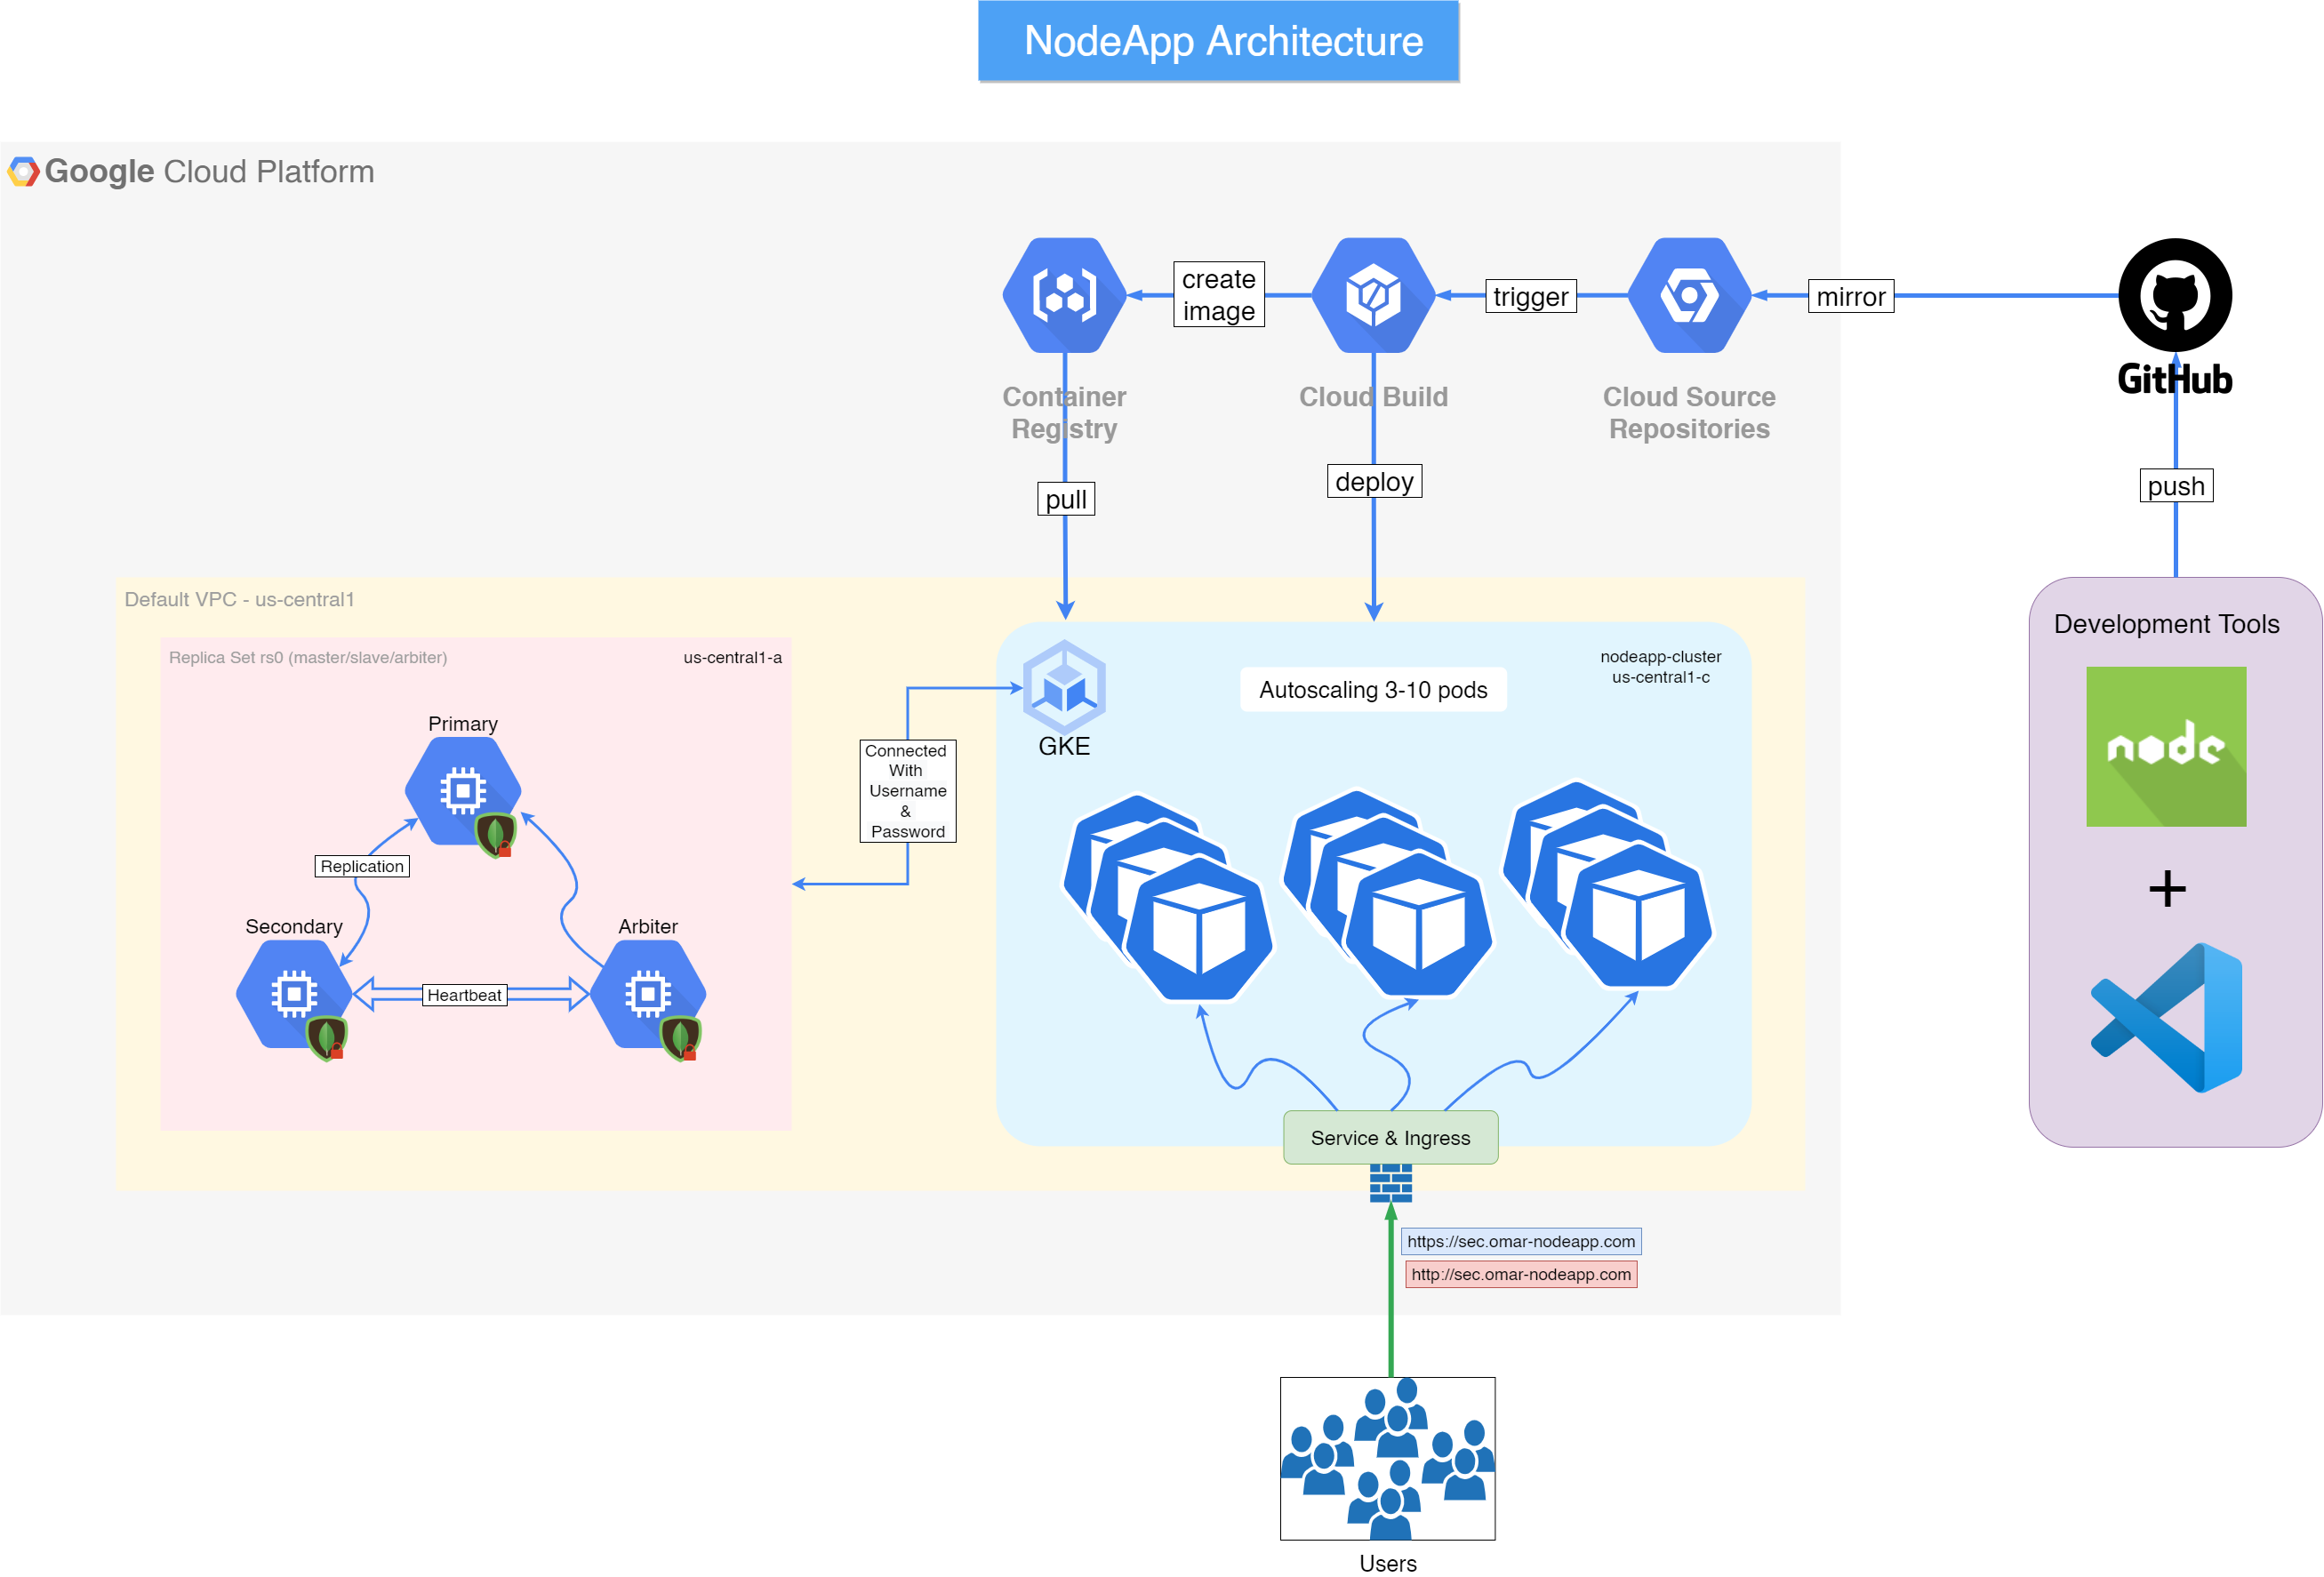 NodeApp Architecture
Google Cloud Platform
create
image
trigger
mirror
GitHub
Container
Registry
Cloud Build
Cloud Source
Repositories
pull
deploy
push
Default VPC - us-central1
Replica Set rs0 (master/slave/arbiter)
us-central1-a
Primary
Replication
Secondary
Arbiter
Heartbeat
Connected
With
Username
&
Password
GKE
Autoscaling 3-10 pods
nodeapp-cluster
us-central1-c
Service & Ingress
Development Tools
node
+
https://sec.omar-nodeapp.com
http://sec.omar-nodeapp.com
Users